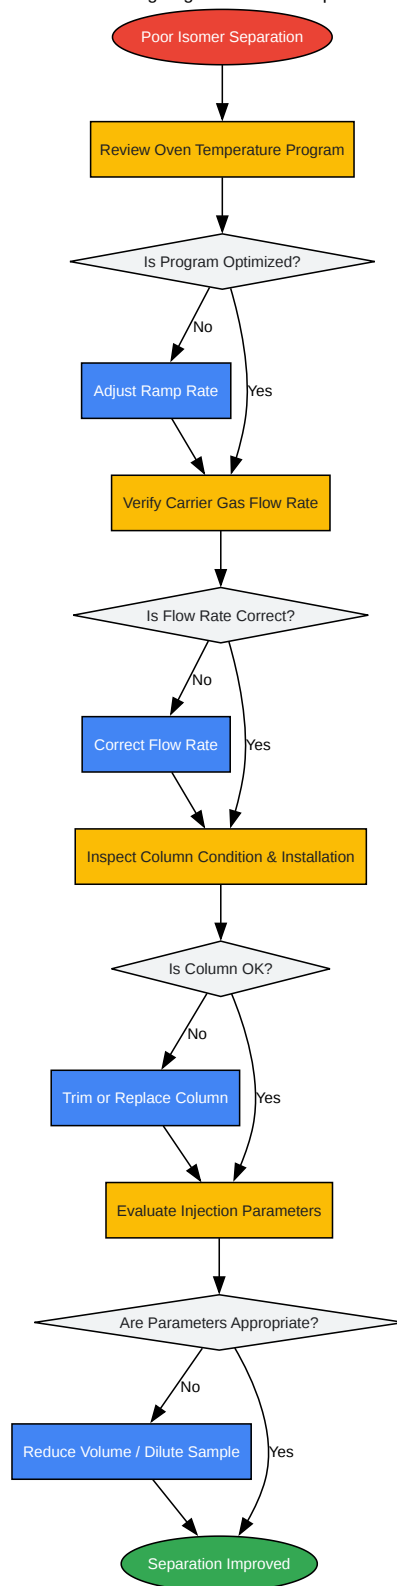 Poor Isomer Separation
Review Oven Temperature Program
Is Program Optimized?
No
Adjust Ramp Rate
Yes
Verify Carrier Gas Flow Rate
Is Flow Rate Correct?
No
Correct Flow Rate
Yes
Inspect Column Condition & Installation
Is Column OK?
No
Trim or Replace Column
Yes
Evaluate Injection Parameters
Are Parameters Appropriate?
No
Reduce Volume / Dilute Sample
Yes
Separation Improved